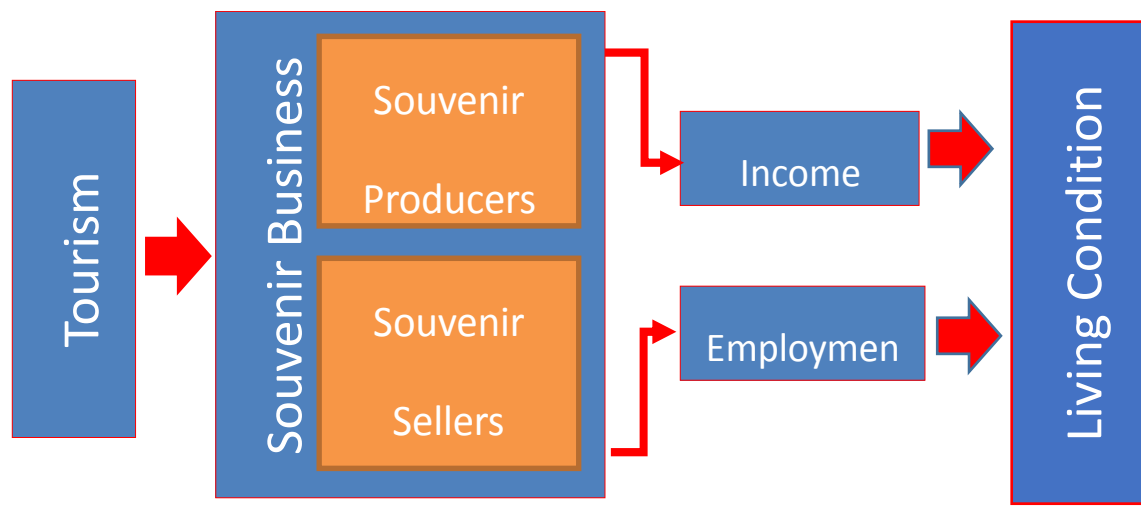 Tourism
Souvenir Business
Souvenir
Producers
Souvenir
Sellers
Income
Employmen
Living Condition